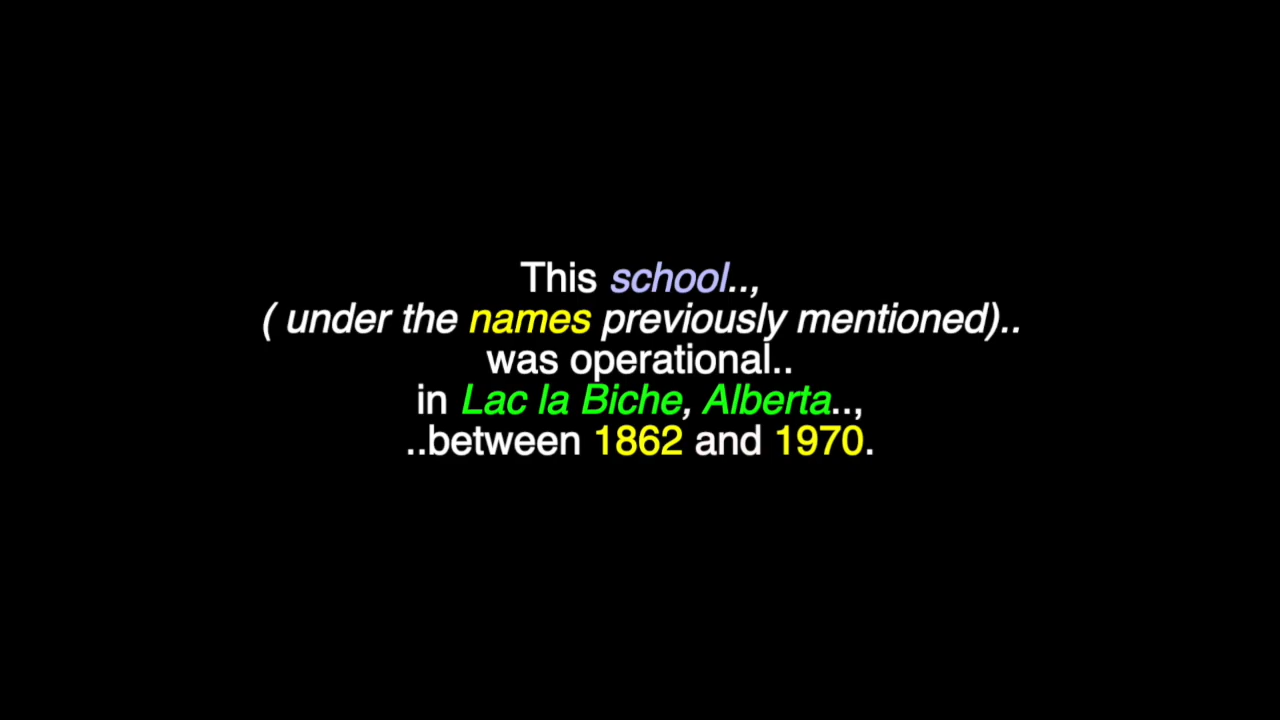 This school..,
( under the names previously mentioned)..
was operational..
in Lac la Biche, Alberta..,
..between 1862 and 1970.